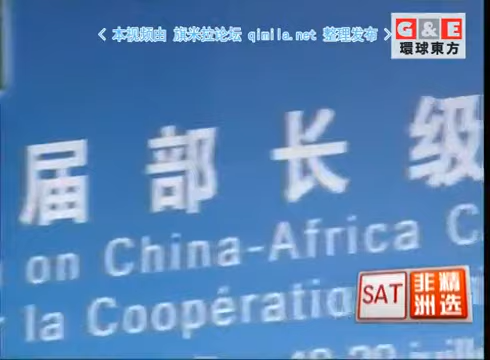 < 本视频由 旗米拉论坛 qimila.net 整理发布 >
G&E
環球東方
届部长级
on China-Africa C
r la Coopératio
SAT 非洲 精选